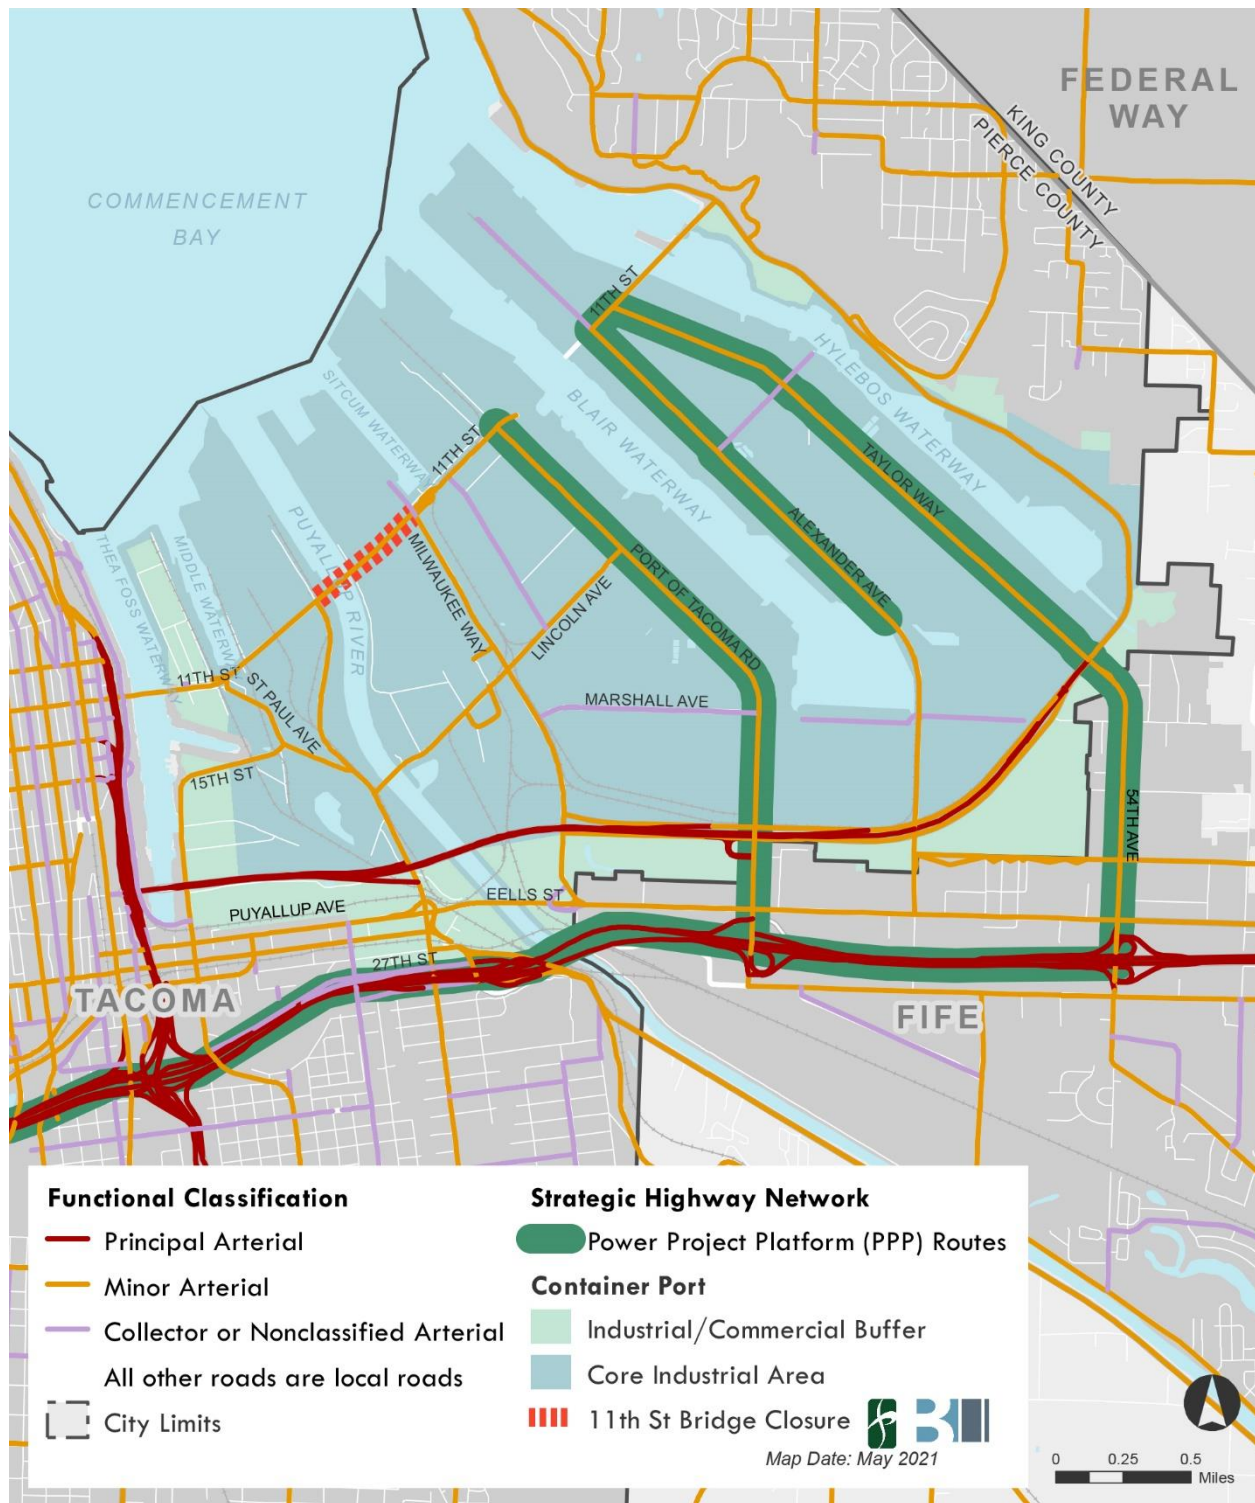 FEDERAL
WAY
KING COUNTY
PIERCE COUNTY
COMMENCEMENT
BAY
11TH ST
HYLEBOS WATERWAY
SITCUM WATERWAY
BLAIR WATERWAY
11TH ST
TAYLOR WAY
PUYALLUP RIVER
ALEXANDER AVE
THEA FOSS WATERWAY
MIDDLE WATERWAY
MILWAUKEE WAY
PORT OF TACOMA RD
LINCOLN AVE
11TH ST
ST PAUL AVE
MARSHALL AVE
15TH ST
54TH AVE
EELLS ST
PUYALLUP AVE
27TH ST
TACOMA
FIFE
Functional Classification
Principal Arterial
Minor Arterial
Collector or Nonclassified Arterial
All other roads are local roads
City Limits
Strategic Highway Network
Power Project Platform (PPP) Routes
Container Port
Industrial/Commercial Buffer
Core Industrial Area
11th St Bridge Closure
Map Date: May 2021
0 0.25 0.5
Miles